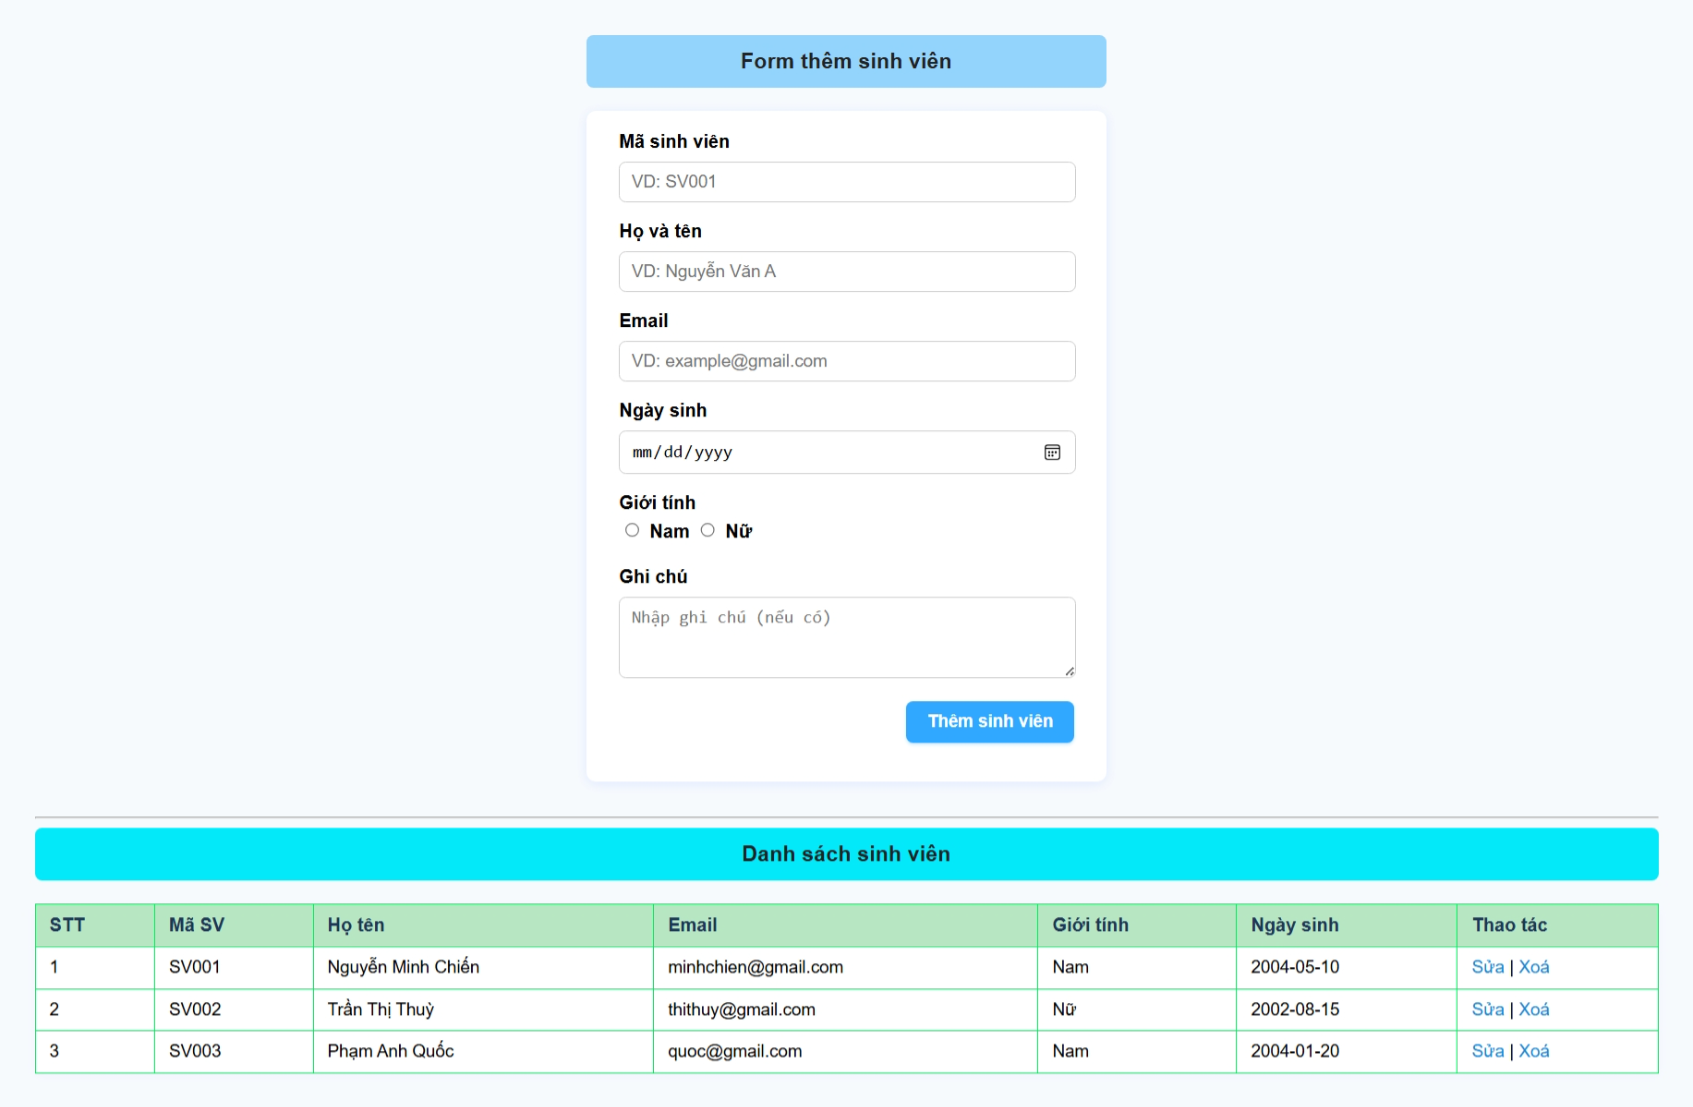 Form thêm sinh viên
Mã sinh viên
VD: SV001
Họ và tên
VD: Nguyễn Văn A
Email
VD: example@gmail.com
Ngày sinh
mm/dd/yyyy
Giới tính
Nam Nữ
Ghi chú
Nhập ghi chú (nếu có)
Thêm sinh viên
Danh sách sinh viên
STT Mã SV Họ tên Email Giới tính Ngày sinh Thao tác
1 SV001 Nguyễn Minh Chiến minhchien@gmail.com Nam 2004-05-10 Sửa | Xoá
2 SV002 Trần Thị Thuỳ thithuy@gmail.com Nữ 2002-08-15 Sửa | Xoá
3 SV003 Phạm Anh Quốc quoc@gmail.com Nam 2004-01-20 Sửa | Xoá